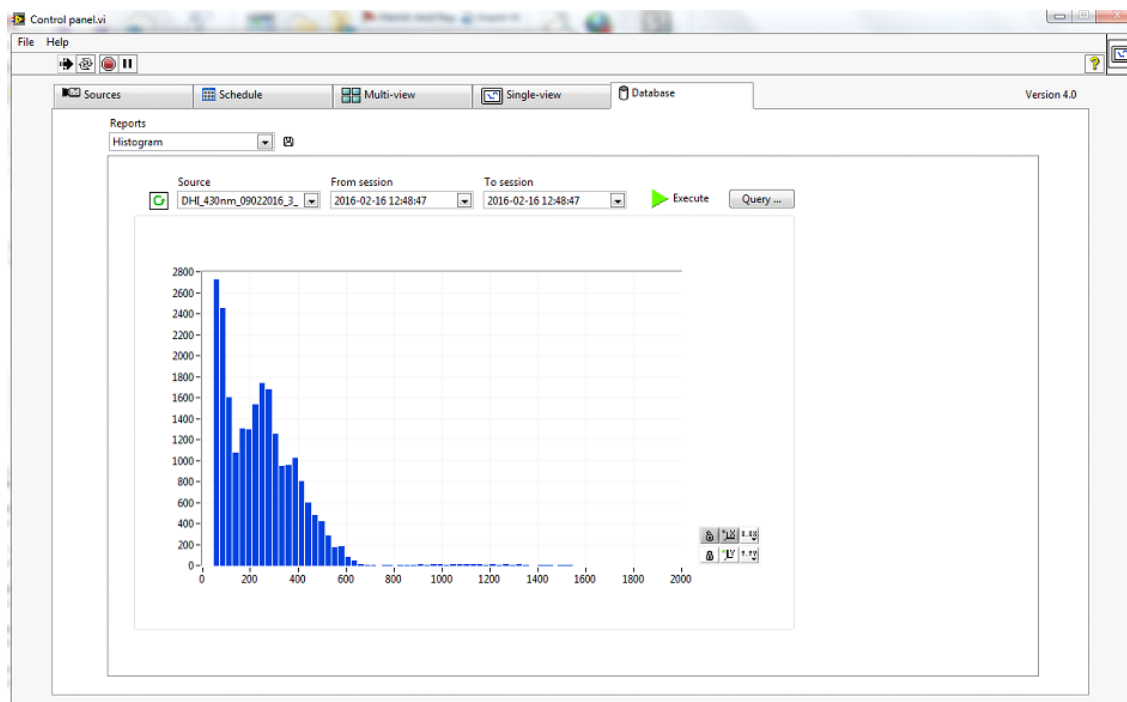 Control panel.vi
File Help
Sources Schedule Multi-view Single-view Database Version 4.0
Reports
Histogram
Source From session To session
DHI_430nm_09022016_3_ 2016-02-16 12:48:47 2016-02-16 12:48:47 Execute Query ...
2800
2600
2400
2200
2000
1800
1600
1400
1200
1000
800
600
400
200
0
0 200 400 600 800 1000 1200 1400 1600 1800 2000